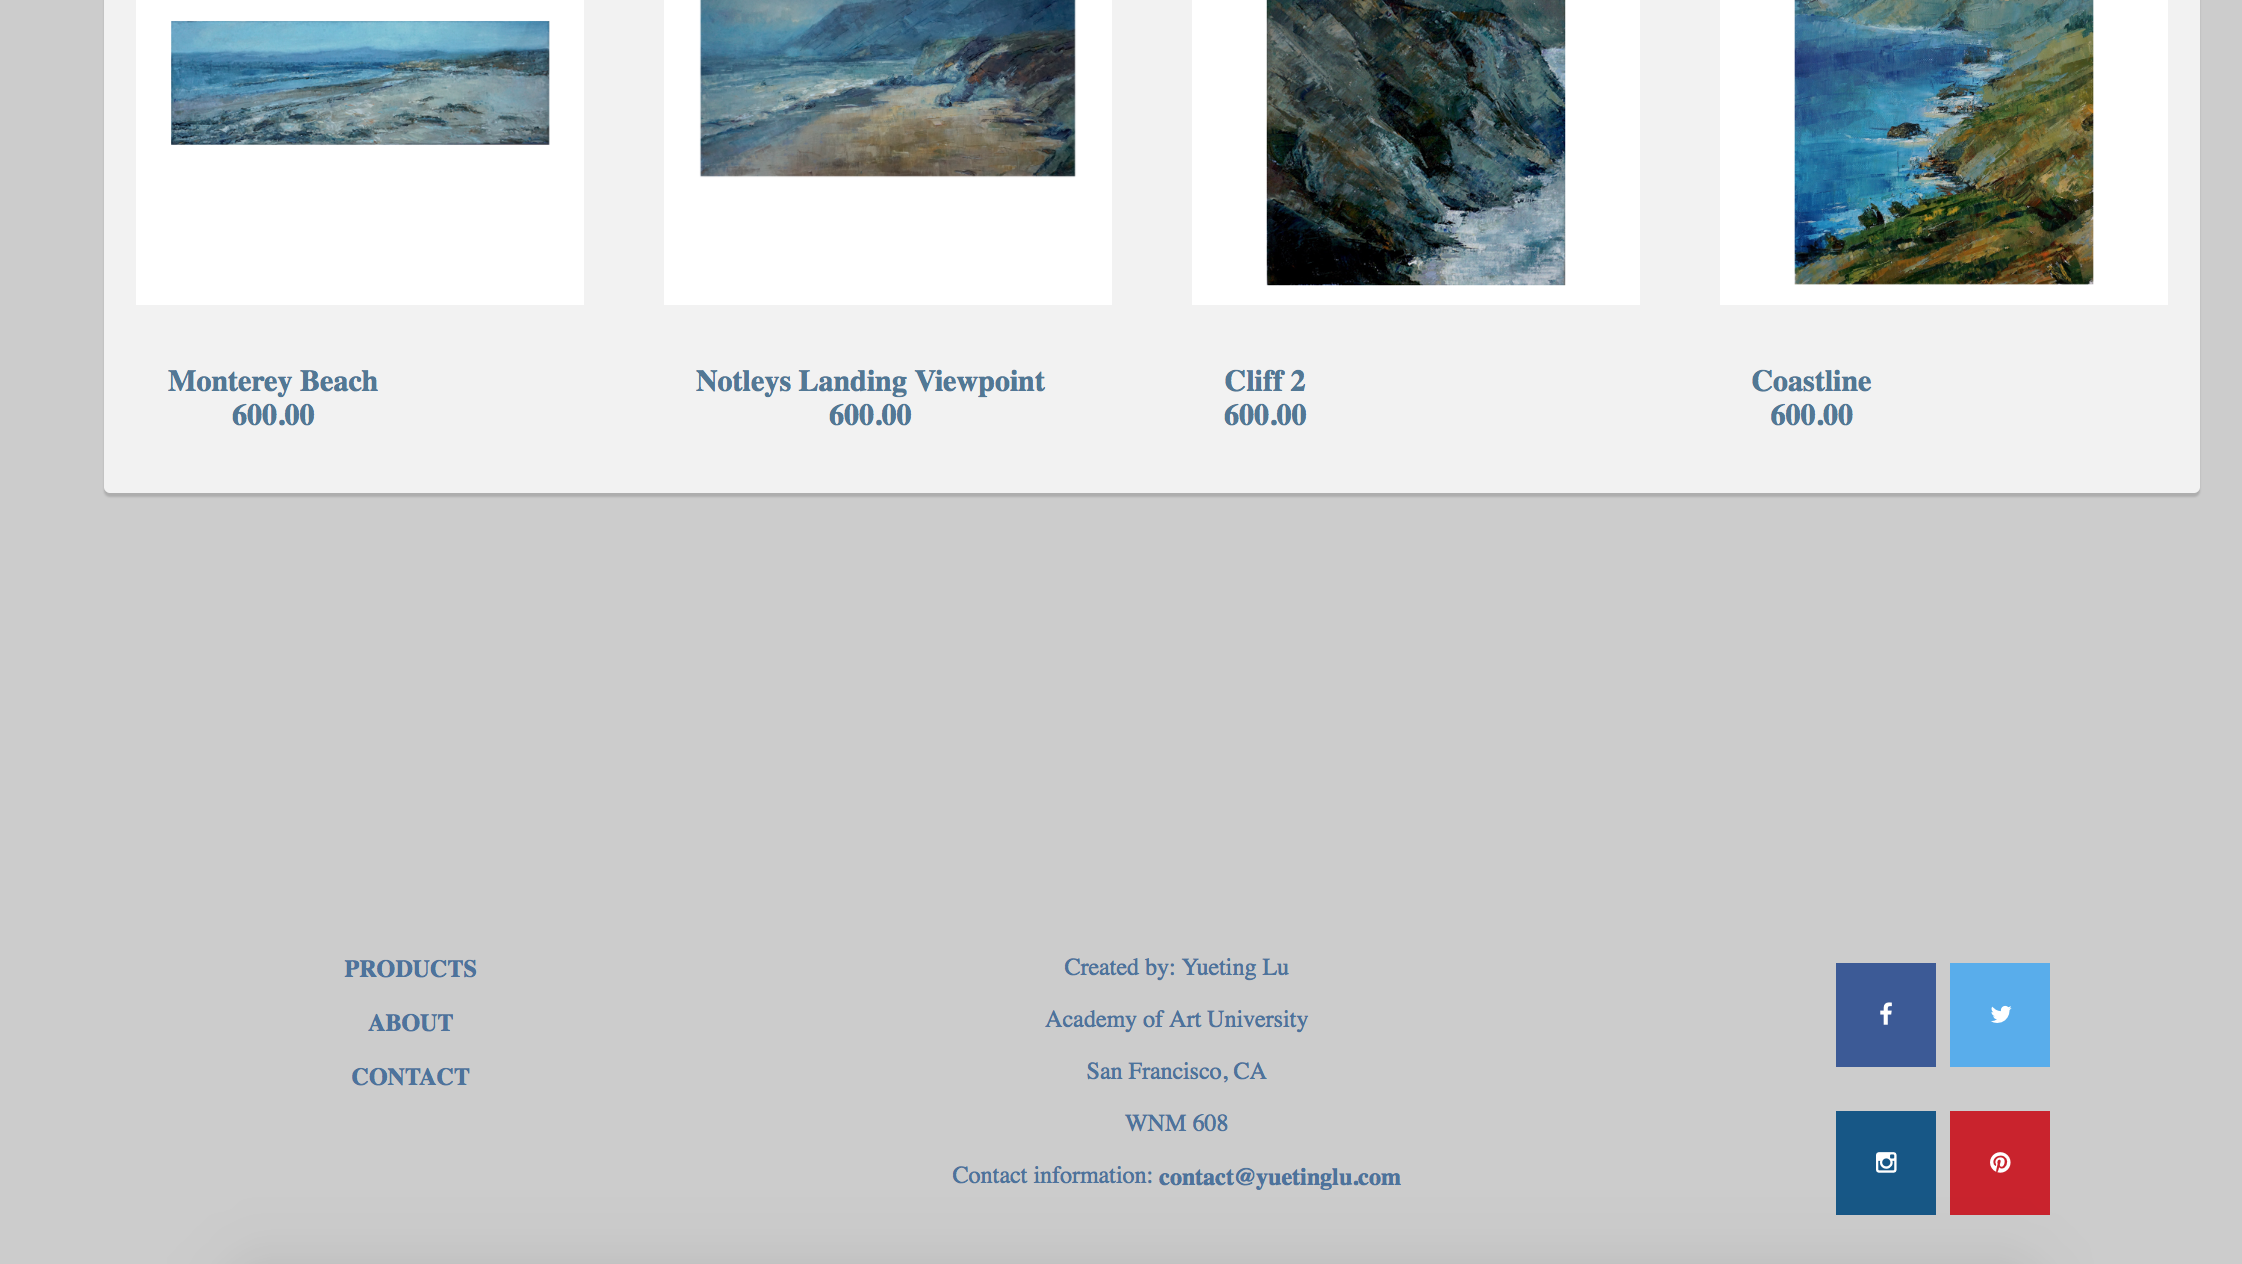 Monterey Beach
600.00
Notleys Landing Viewpoint
600.00
Cliff 2
600.00
Coastline
600.00
PRODUCTS
ABOUT
CONTACT
Created by: Yueting Lu
Academy of Art University
San Francisco, CA
WNM 608
Contact information: contact@yuetinglu.com